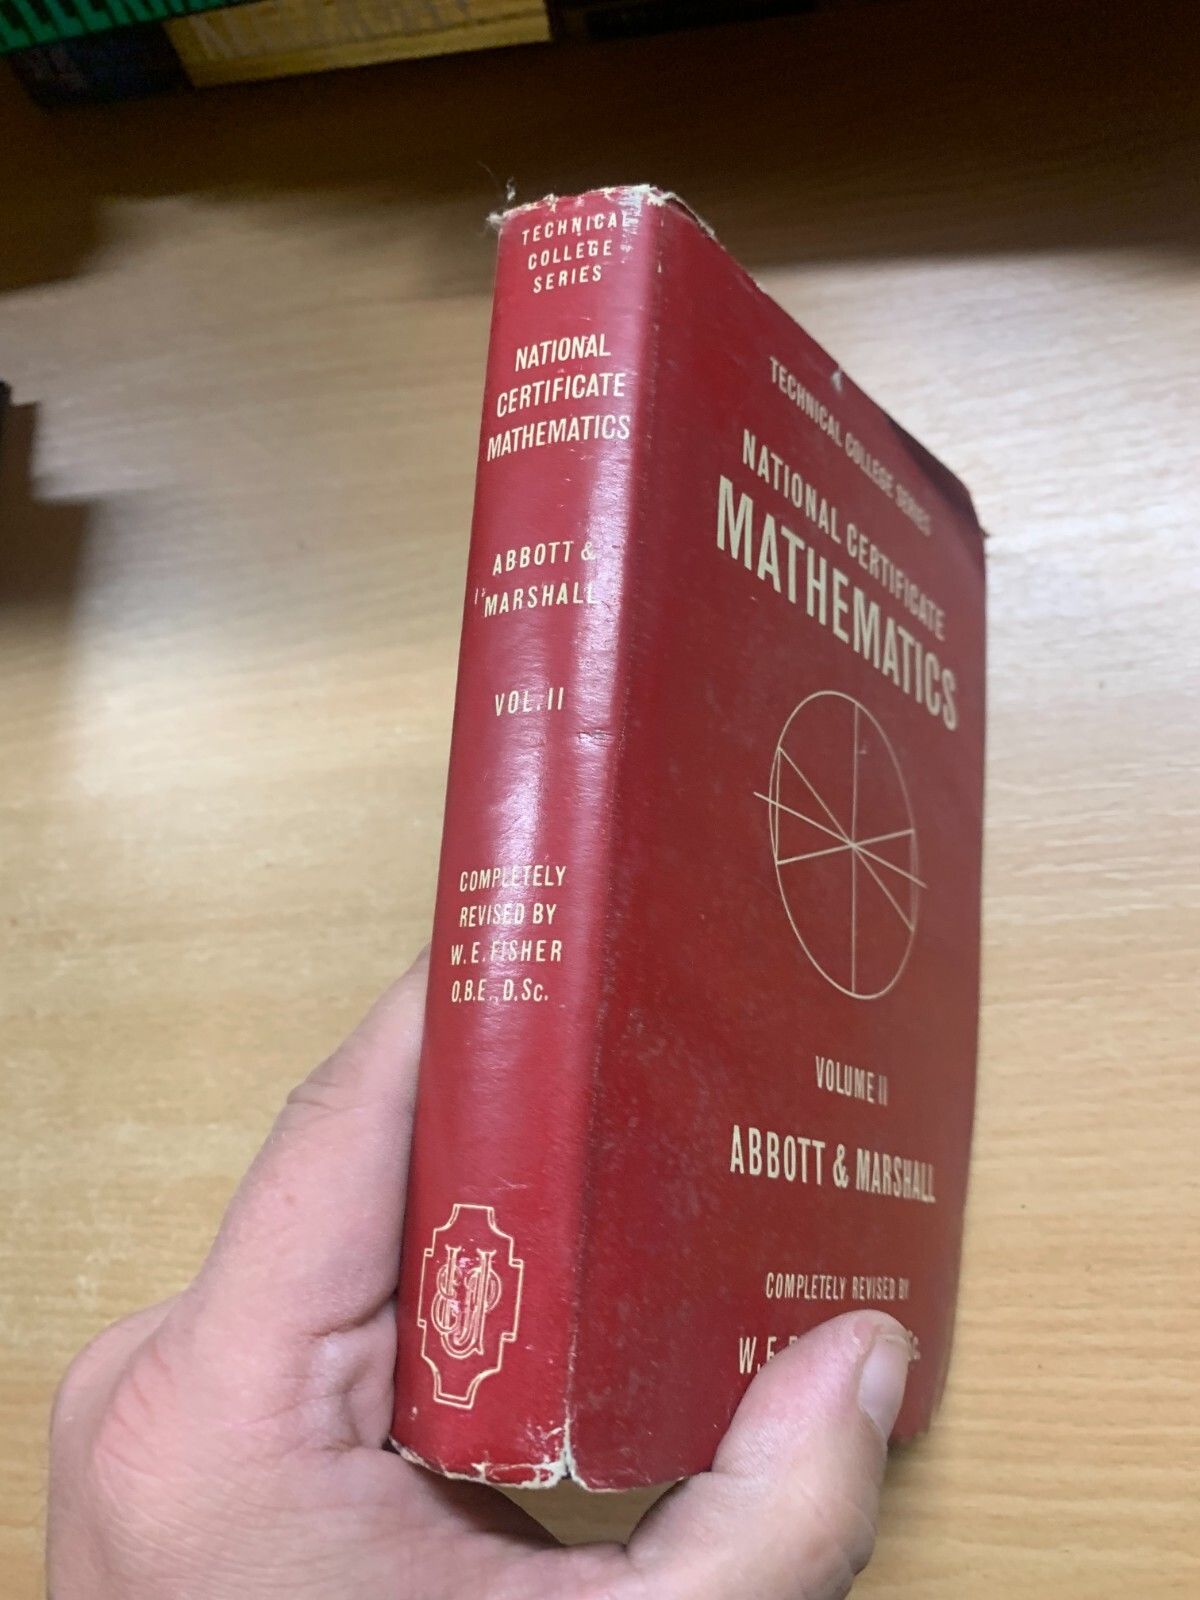 TECHNICAL
COLLEGE
SERIES
NATIONAL
CERTIFICATE
MATHEMATICS
ABBOTT &
MARSHALL
VOL. II
COMPLETELY
REVISED BY
W. E. FISHER
O.B.E., D.Sc.
TECHNICAL COLLEGE SERIES
NATIONAL CERTIFICATE
MATHEMATICS
VOLUME II
ABBOTT & MARSHALL
COMPLETELY REVISED BY
W. E.